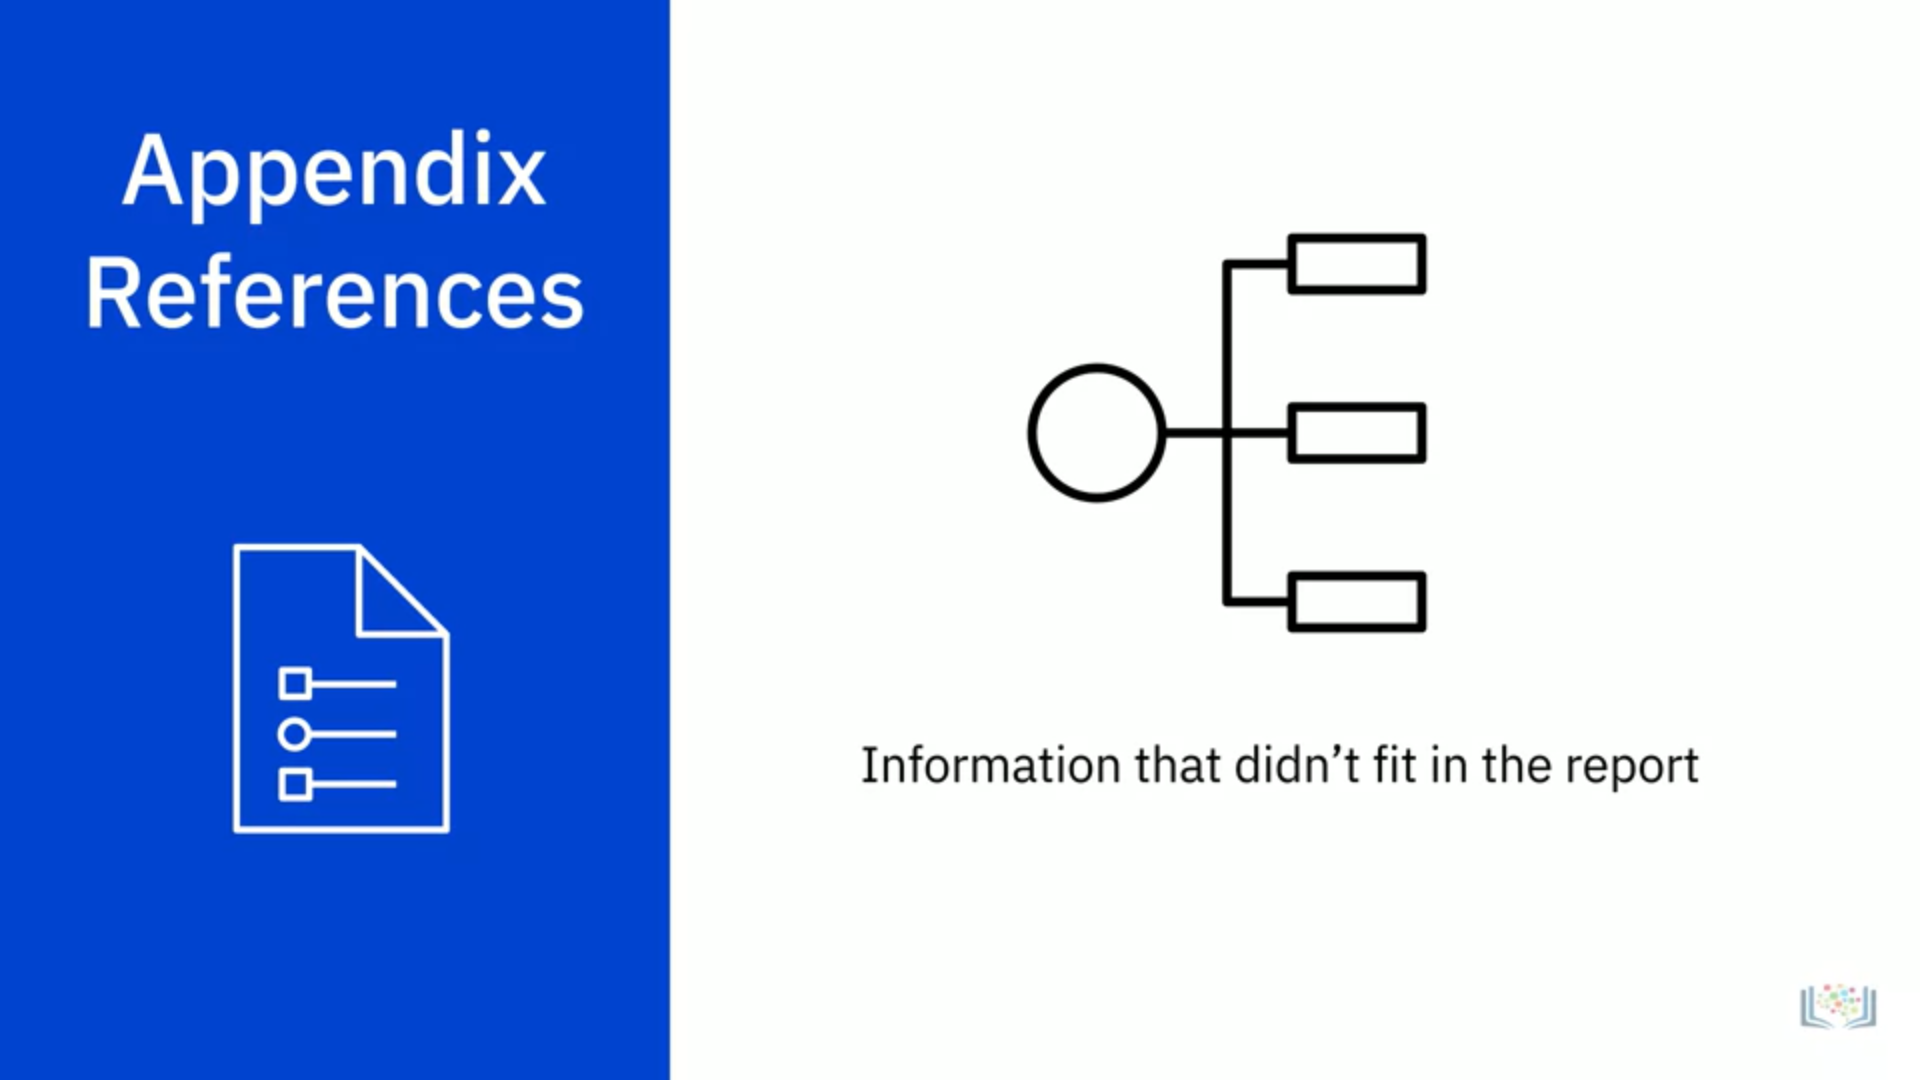 Appendix
References
Information that didn’t fit in the report